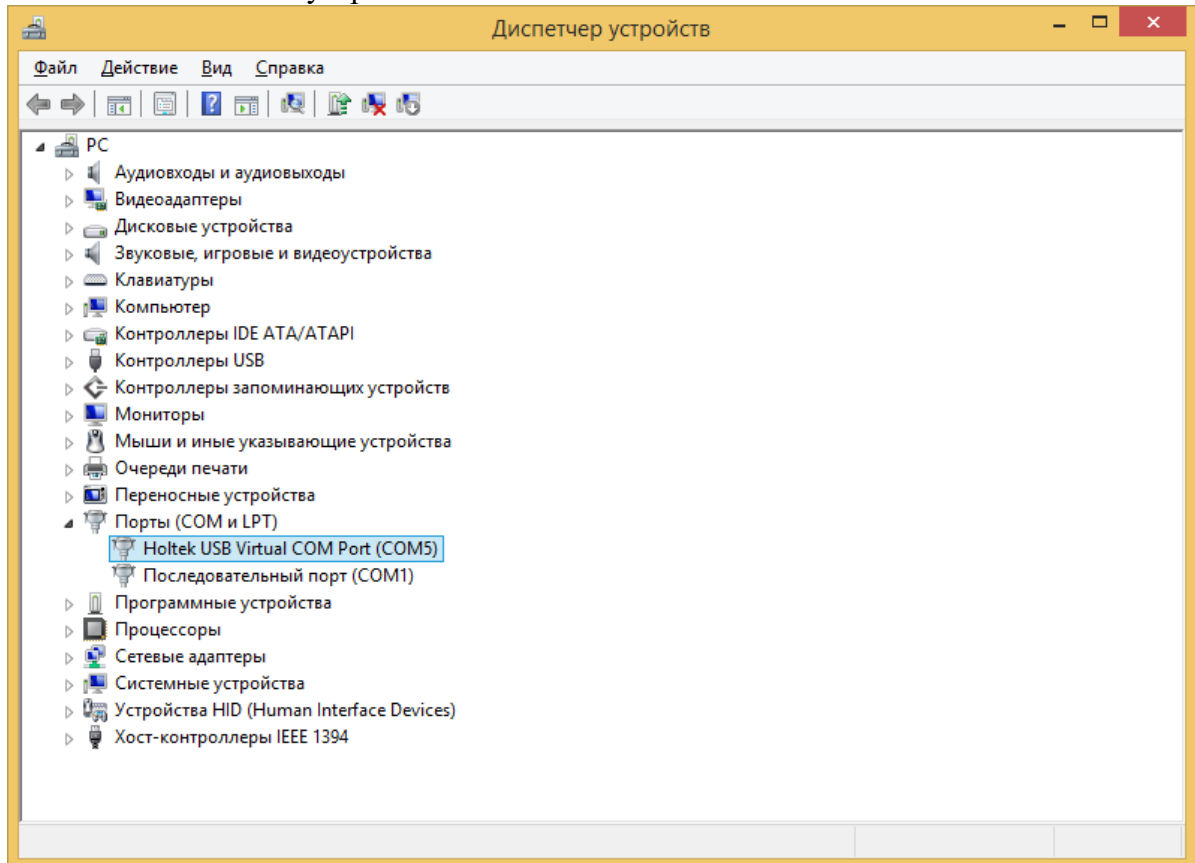 Диспетчер устройств
Файл Действие Вид Справка
PC
Аудиовходы и аудиовыходы
Видеоадаптеры
Дисковые устройства
Звуковые, игровые и видеоустройства
Клавиатуры
Компьютер
Контроллеры IDE ATA/ATAPI
Контроллеры USB
Контроллеры запоминающих устройств
Мониторы
Мыши и иные указывающие устройства
Очереди печати
Переносные устройства
Порты (COM и LPT)
Holtek USB Virtual COM Port (COM5)
Последовательный порт (COM1)
Программные устройства
Процессоры
Сетевые адаптеры
Системные устройства
Устройства HID (Human Interface Devices)
Хост-контроллеры IEEE 1394